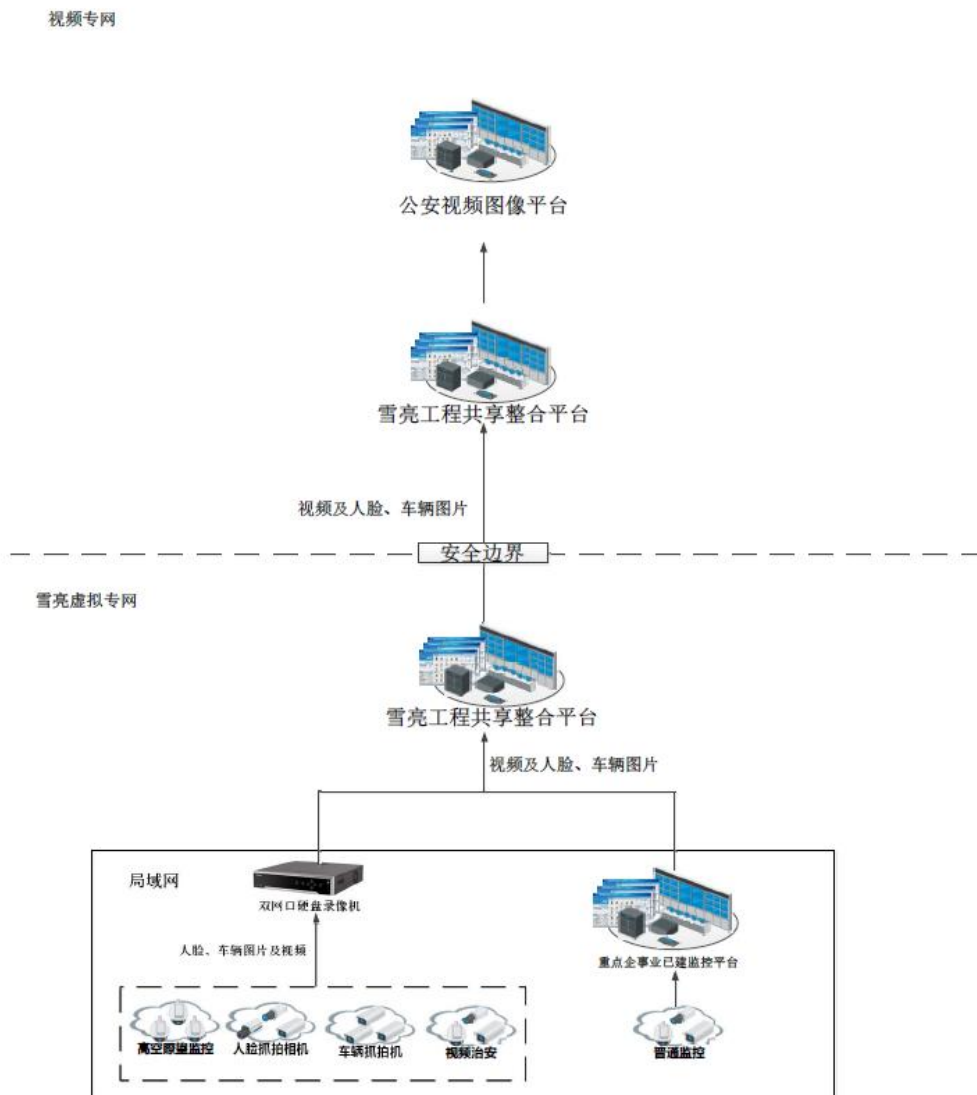 视频专网
公安视频图像平台
雪亮工程共享整合平台
视频及人脸、车辆图片
安全边界
雪亮虚拟专网
雪亮工程共享整合平台
视频及人脸、车辆图片
局域网
双网口硬盘录像机
重点企事业已建监控平台
人脸、车辆图片及视频
高空瞭望监控
人脸抓拍相机
车辆抓拍机
视频治安
普通监控